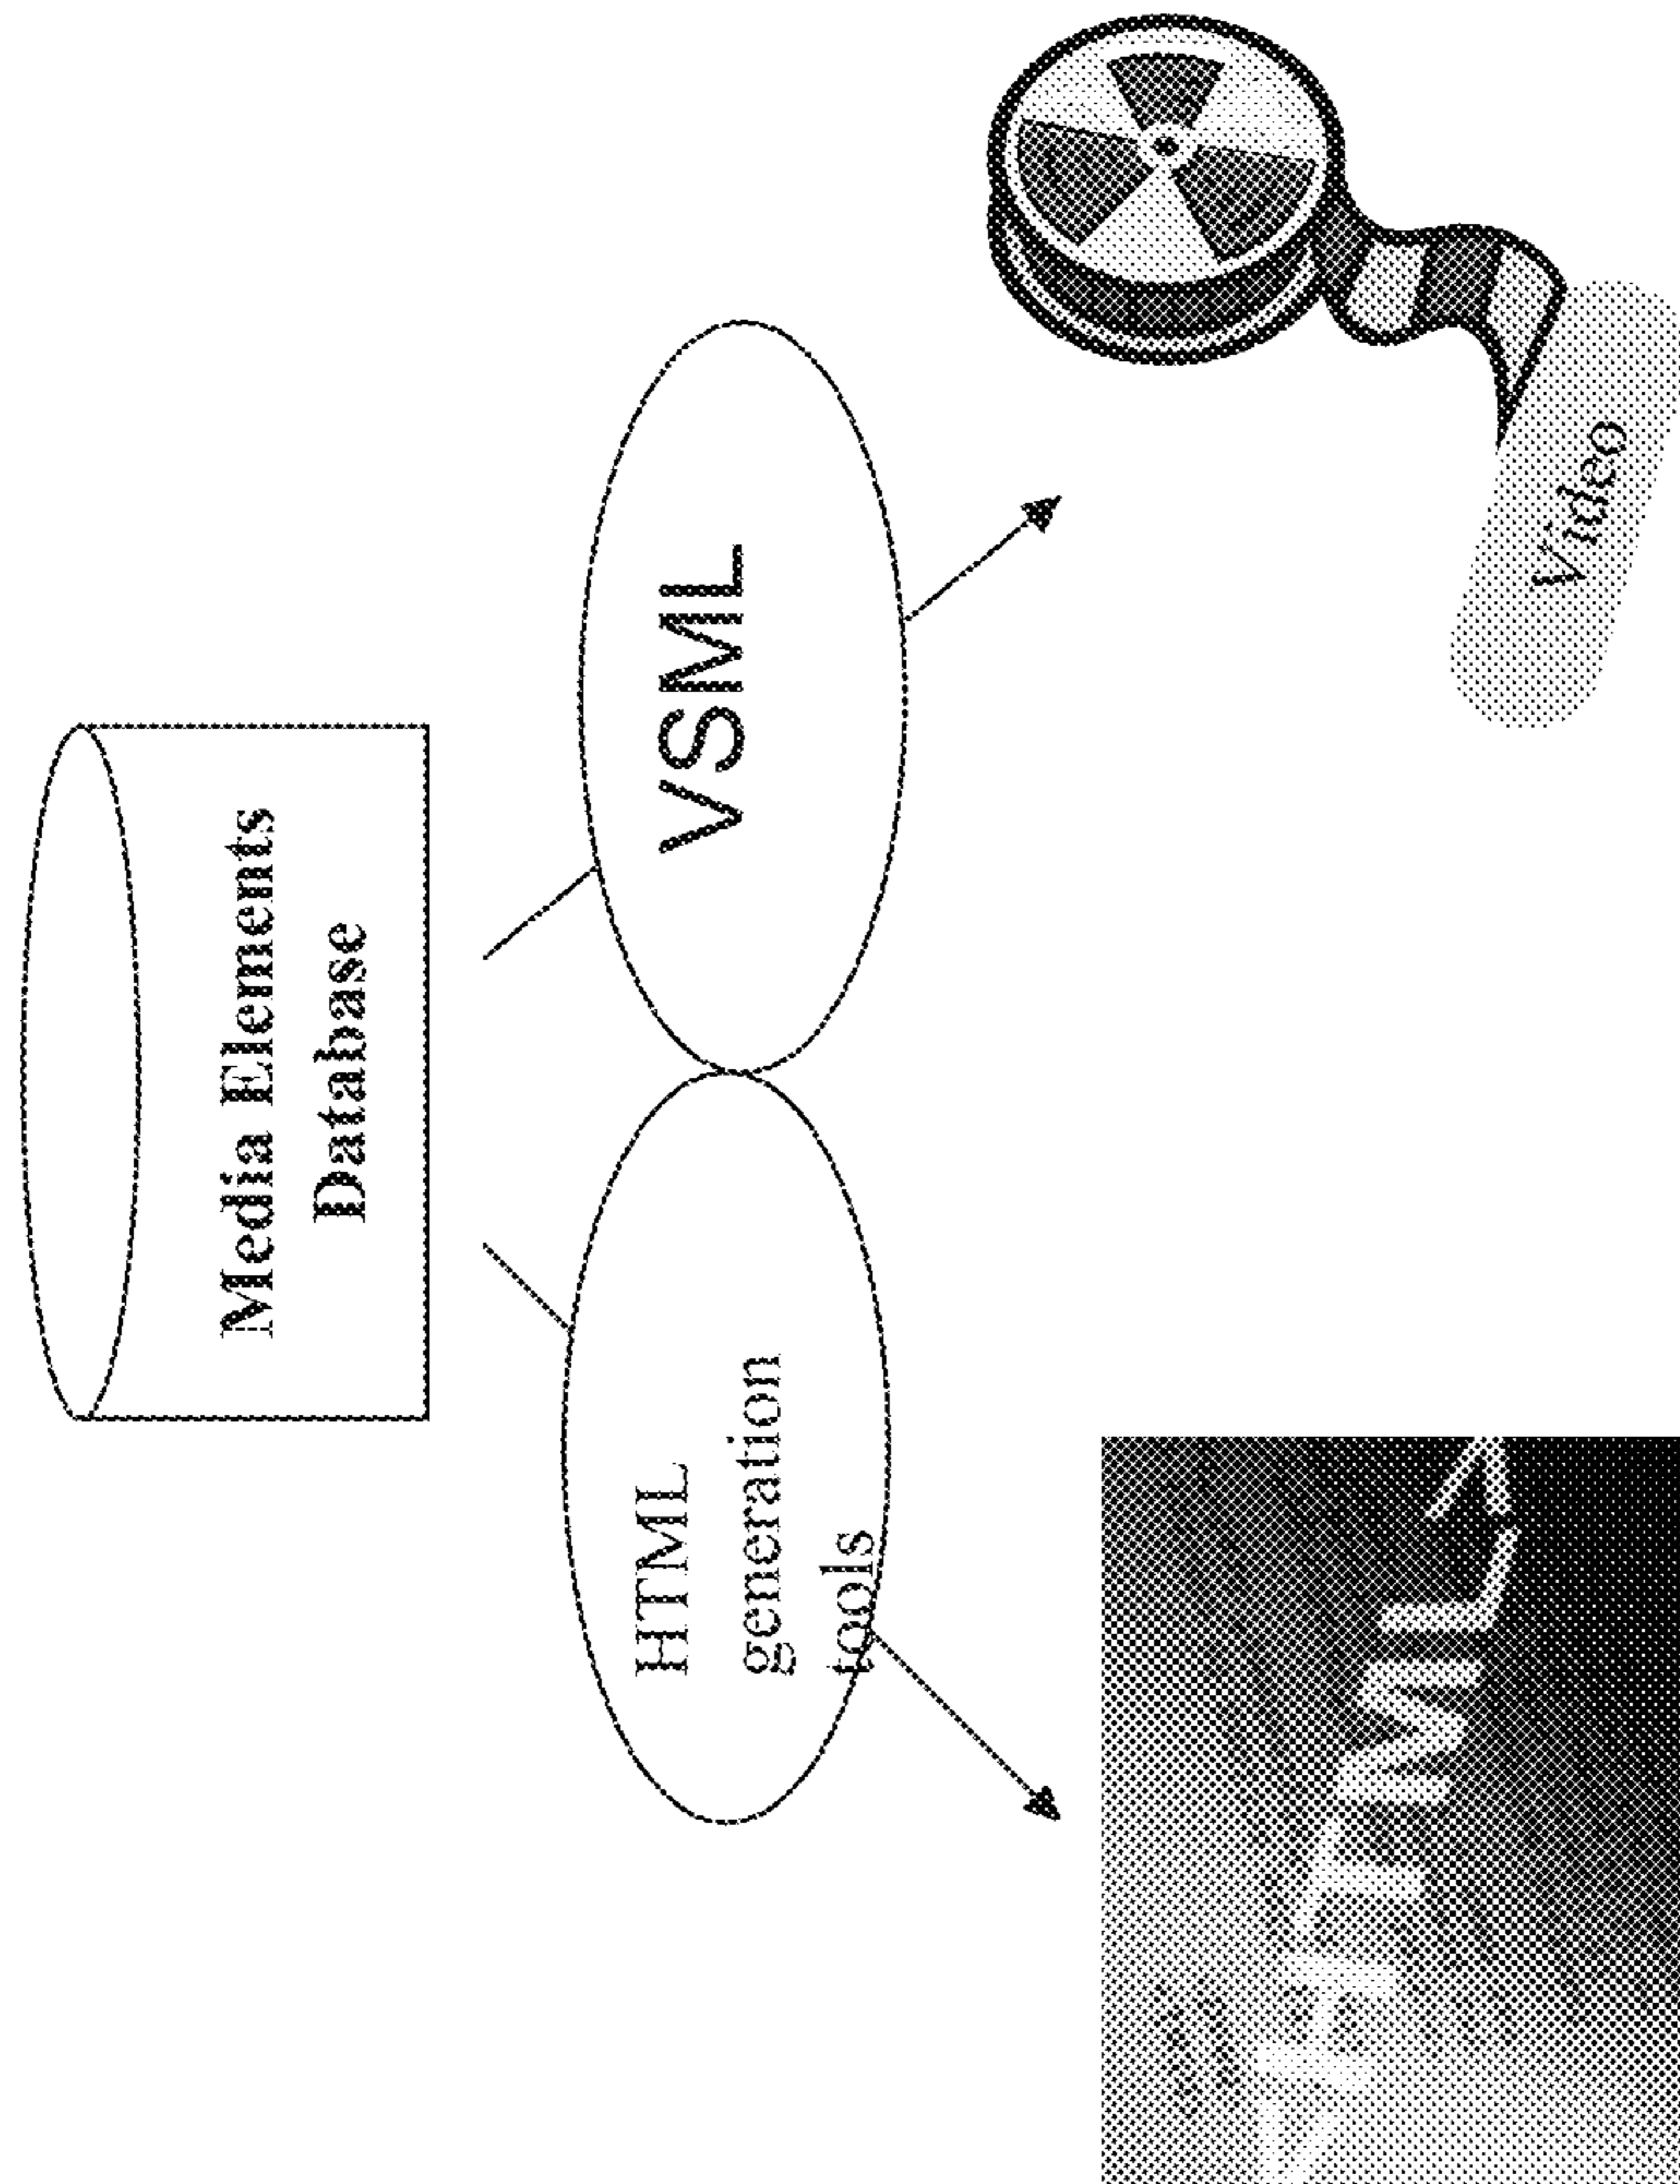 Media Elements
Database
HTML
generation
tools
VSML
<HTML>
Video